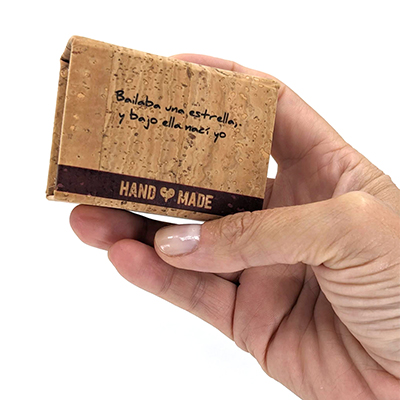 Bailaba una estrella,
y bajo ella nací yo
HAND MADE